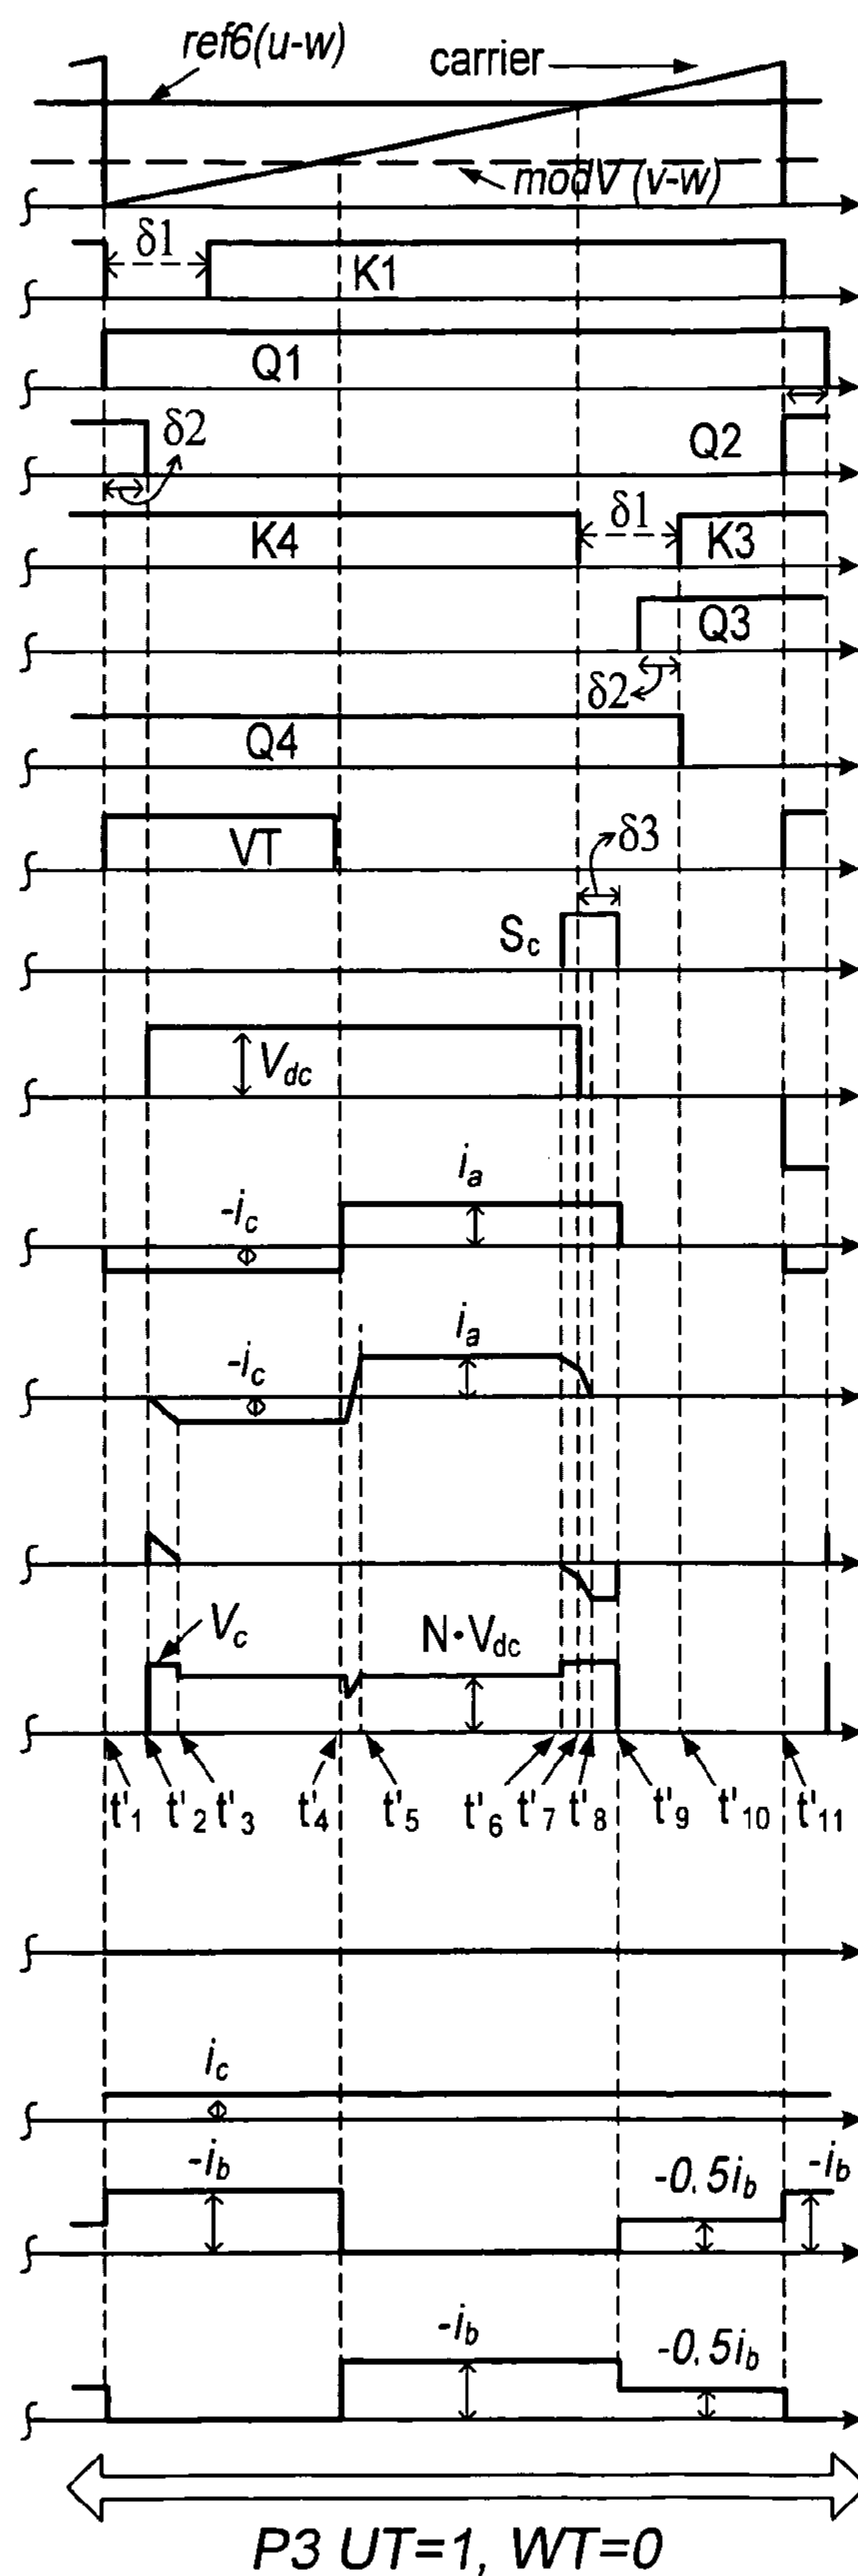 ref6(u-w)
carrier
modV (v-w)
δ1
K1
Q1
δ2
Q2
K4
δ1
K3
Q3
δ2
Q4
VT
δ3
Sc
Vdc
ia
-ic
ia
-ic
Vc
N•Vdc
t'1 t'2 t'3 t'4 t'5 t'6 t'7 t'8 t'9 t'10 t'11
ic
-ib
-0.5ib
-ib
-ib
-0.5ib
P3 UT=1, WT=0